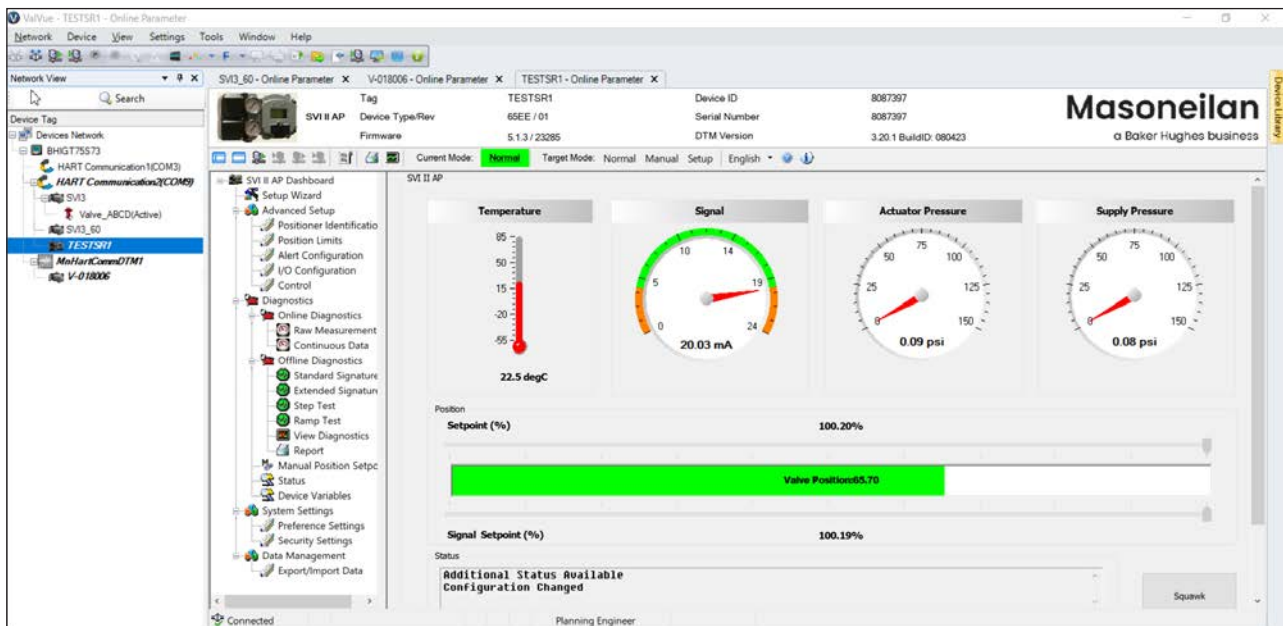 ValVue - TESTSR1 - Online Parameter
Network Device View Settings Tools Window Help
Network View
Search
Device Tag
Devices Network
BHIGT75S73
HART Communication1(COM3)
HART Communication2(COM9)
SVI3
Valve_ABCD(Active)
SVI3_60
TESTSR1
MnHartCommDTM1
V-018006
SVI3_60 - Online Parameter V-018006 - Online Parameter TESTSR1 - Online Parameter
SVI II AP
Tag TESTSR1 Device ID 8087397
Device Type/Rev 65EE / 01 Serial Number 8087397
Firmware 5.1.3 / 23285 DTM Version 3.20.1 BuildID: 080423
Masoneilan
a Baker Hughes business
Device Library
Current Mode: Normal Target Mode: Normal Manual Setup English
SVI II AP Dashboard
Setup Wizard
Advanced Setup
Positioner Identificatio
Position Limits
Alert Configuration
I/O Configuration
Control
Diagnostics
Online Diagnostics
Raw Measurement
Continuous Data
Offline Diagnostics
Standard Signature
Extended Signature
Step Test
Ramp Test
View Diagnostics
Report
Manual Position Setpo
Status
Device Variables
System Settings
Preference Settings
Security Settings
Data Management
Export/Import Data
SVI II AP
Temperature
85
50
15
-20
-55
22.5 degC
Signal
0 5 10 14 19 24
20.03 mA
Actuator Pressure
0 25 50 75 100 125 150
0.09 psi
Supply Pressure
0 25 50 75 100 125 150
0.08 psi
Position
Setpoint (%) 100.20%
Valve Position:65.70
Signal Setpoint (%) 100.19%
Status
Additional Status Available
Configuration Changed
Squawk
Connected Planning Engineer